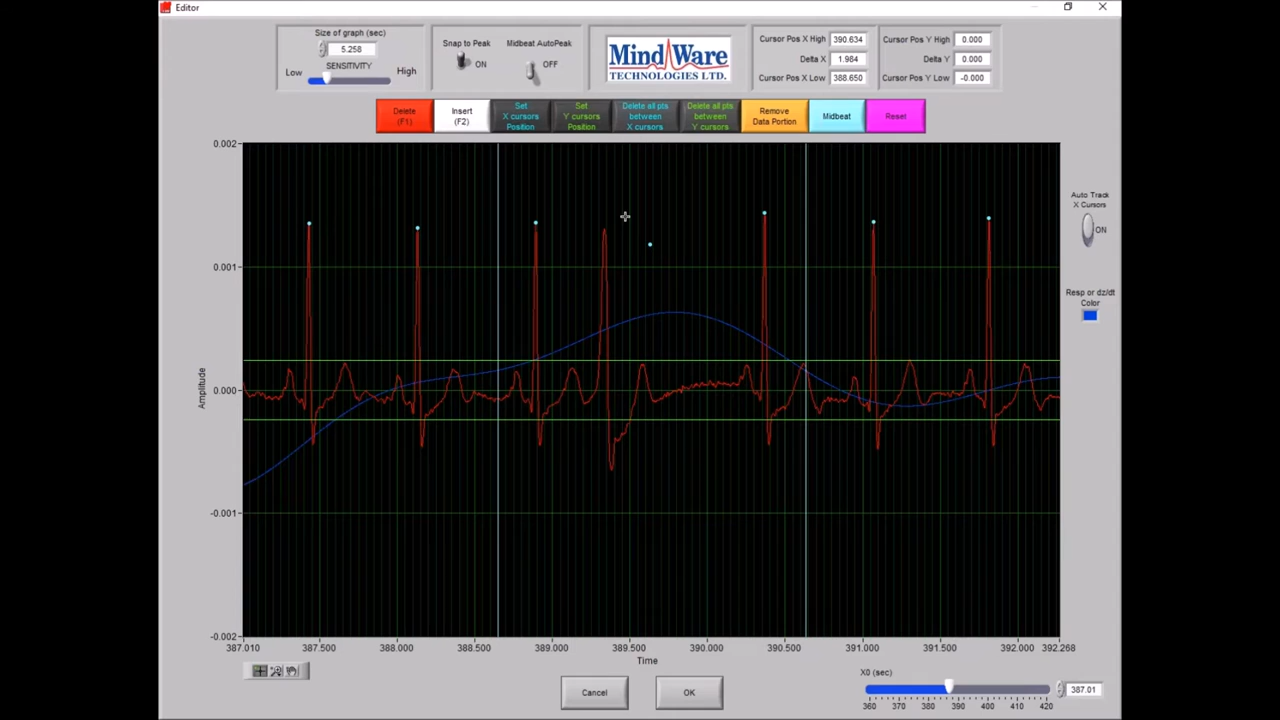 Editor
Size of graph (sec)
5.258
SENSITIVITY
Low
High
Snap to Peak
ON
Midbeat AutoPeak
OFF
MindWare
TECHNOLOGIES LTD.
Cursor Pos X High 390.634
Delta X 1.984
Cursor Pos X Low 388.650
Cursor Pos Y High 0.000
Delta Y 0.000
Cursor Pos Y Low -0.000
Delete
(F1)
Insert
(F2)
Set
X cursors
Position
Set
Y cursors
Position
Delete all pts
between
X cursors
Delete all pts
between
Y cursors
Remove
Data Portion
Midbeat
Reset
0.002
0.001
0.000
-0.001
-0.002
Amplitude
Auto Track
X Cursors
ON
Resp or dz/dt
Color
387.010 387.500 388.000 388.500 389.000 389.500 390.000 390.500 391.000 391.500 392.000 392.268
Time
Cancel
OK
X0 (sec)
387.01
360 370 380 390 400 410 420